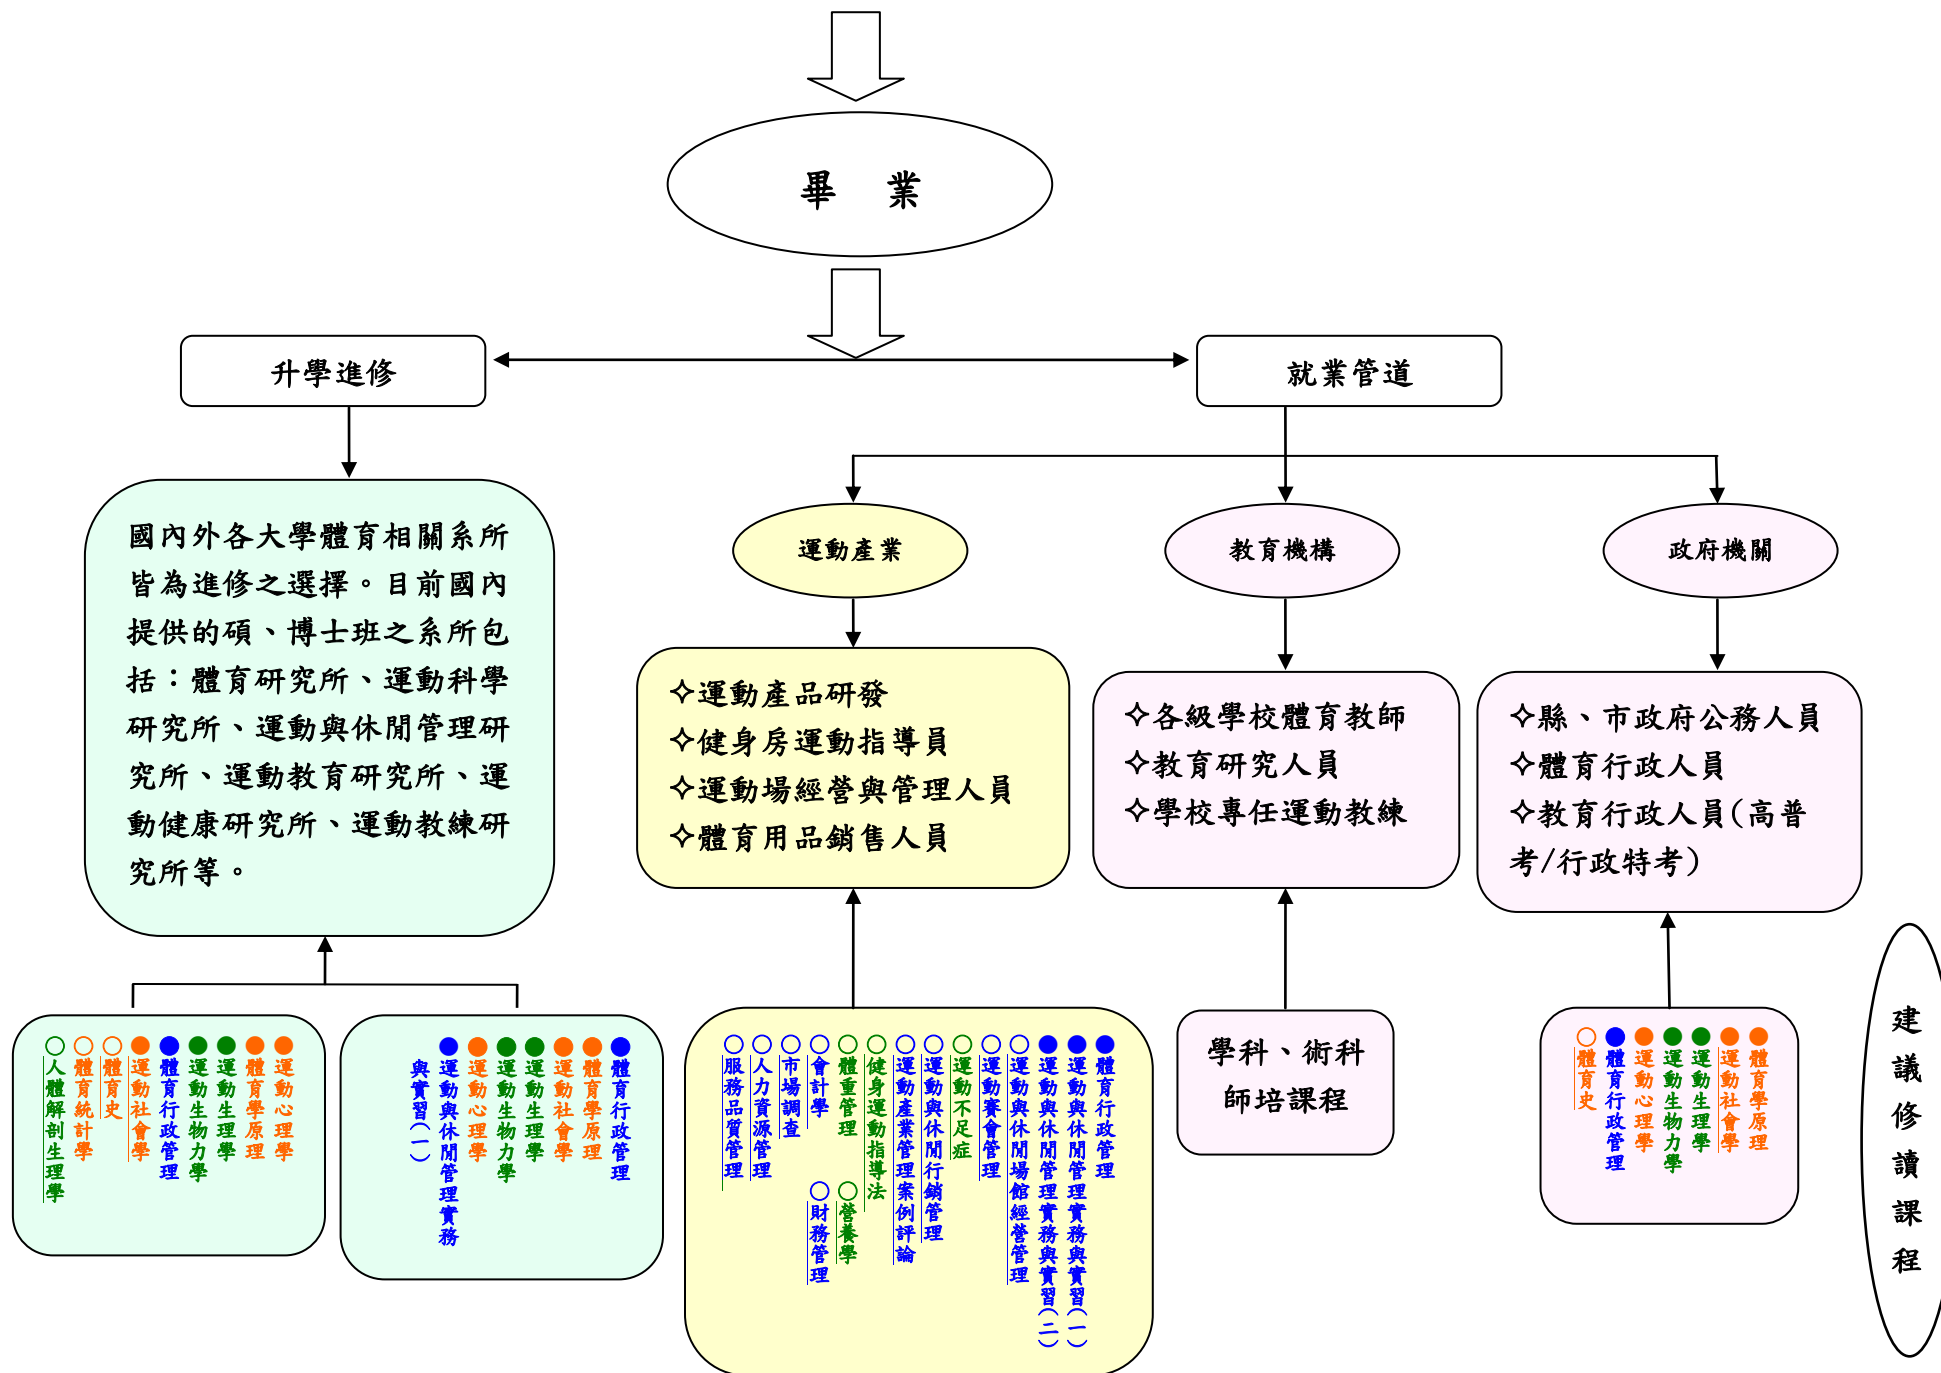 畢　業
升學進修
就業管道
國內外各大學體育相關系所
皆為進修之選擇。目前國內
提供的碩、博士班之系所包
括：體育研究所、運動科學
研究所、運動與休閒管理研
究所、運動教育研究所、運
動健康研究所、運動教練研
究所等。
運動產業
教育機構
政府機關
✧運動產品研發
✧健身房運動指導員
✧運動場經營與管理人員
✧體育用品銷售人員
✧各級學校體育教師
✧教育研究人員
✧學校專任運動教練
✧縣、市政府公務人員
✧體育行政人員
✧教育行政人員(高普
考/行政特考)
●運動心理學
●體育學原理
●運動生理學
●運動生物力學
●體育行政管理
●運動社會學
○體育史
○體育統計學
○人體解剖生理學
●體育行政管理
●體育學原理
●運動社會學
●運動生理學
●運動生物力學
●運動心理學
●運動與休閒管理實務
與實習(一)
●體育行政管理
●運動與休閒管理實務與實習(一)
●運動與休閒管理實務與實習(二)
○運動與休閒場館經營管理
○運動賽會管理
○運動不足症
○運動與休閒行銷管理
○運動產業管理案例評論
○健身運動指導法
○體重管理
○營養學
○會計學
○財務管理
○市場調查
○人力資源管理
○服務品質管理
學科、術科
師培課程
●體育學原理
●運動社會學
●運動生理學
●運動生物力學
●運動心理學
●體育行政管理
○體育史
建議修讀課程